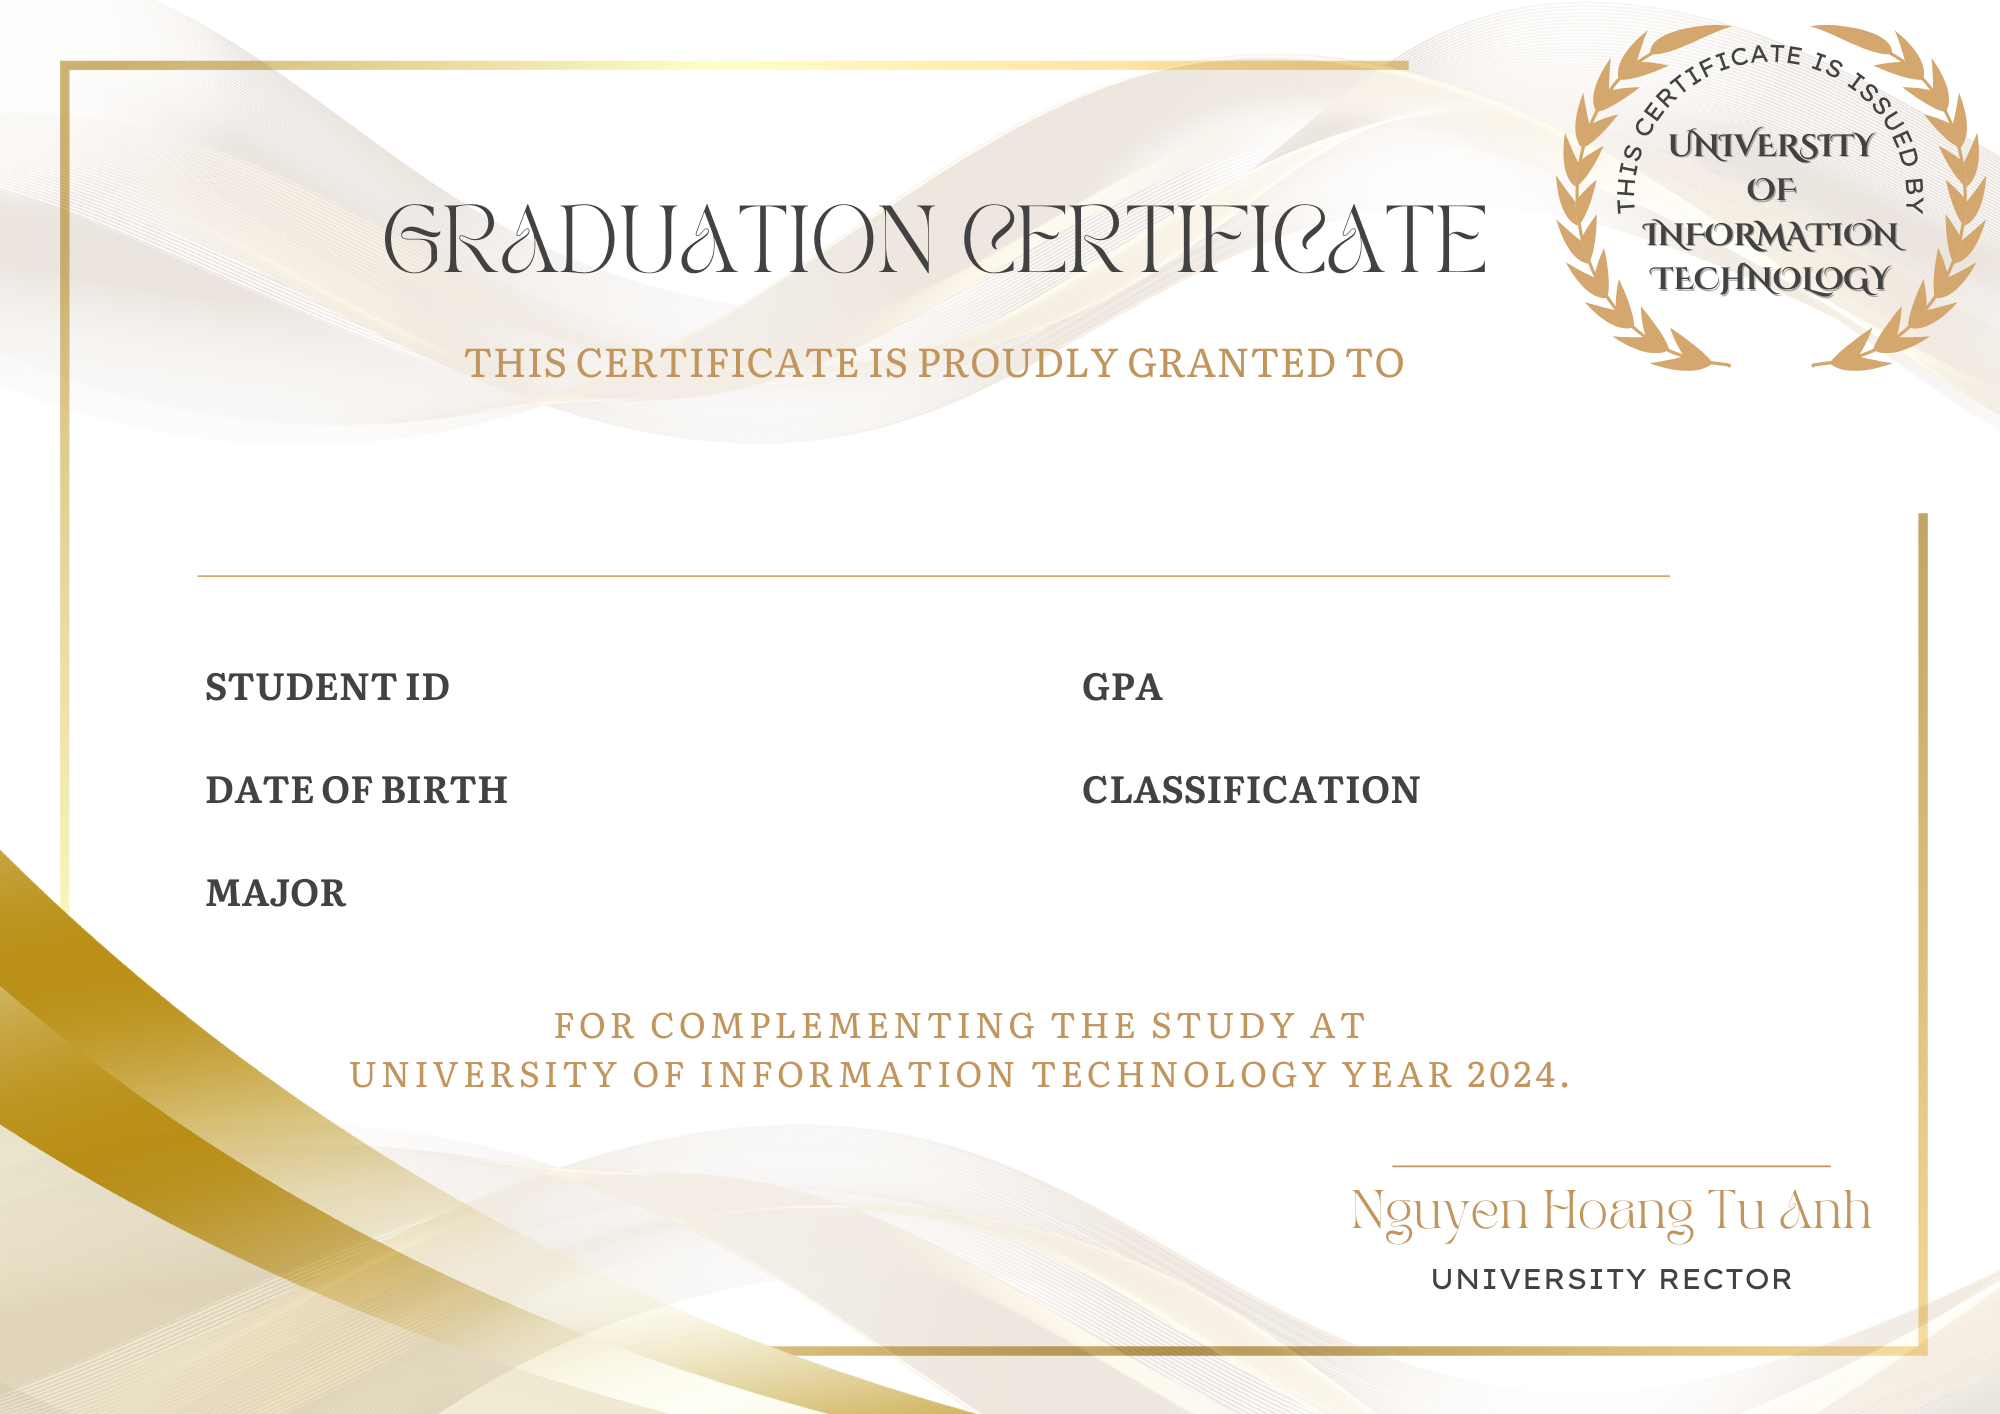 THIS CERTIFICATE IS ISSUED BY
UNIVERSITY
OF
INFORMATION
TECHNOLOGY
GRADUATION CERTIFICATE
THIS CERTIFICATE IS PROUDLY GRANTED TO
STUDENT ID
GPA
DATE OF BIRTH
CLASSIFICATION
MAJOR
FOR COMPLEMENTING THE STUDY AT
UNIVERSITY OF INFORMATION TECHNOLOGY YEAR 2024.
Nguyen Hoang Tu Anh
UNIVERSITY RECTOR